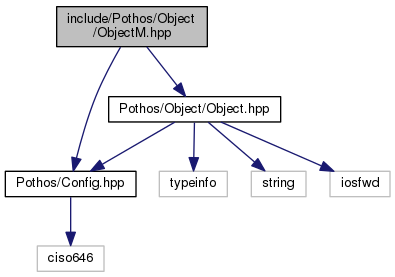 include/Pothos/Object
/ObjectM.hpp
Pothos/Object/Object.hpp
Pothos/Config.hpp
typeinfo
string
iosfwd
ciso646